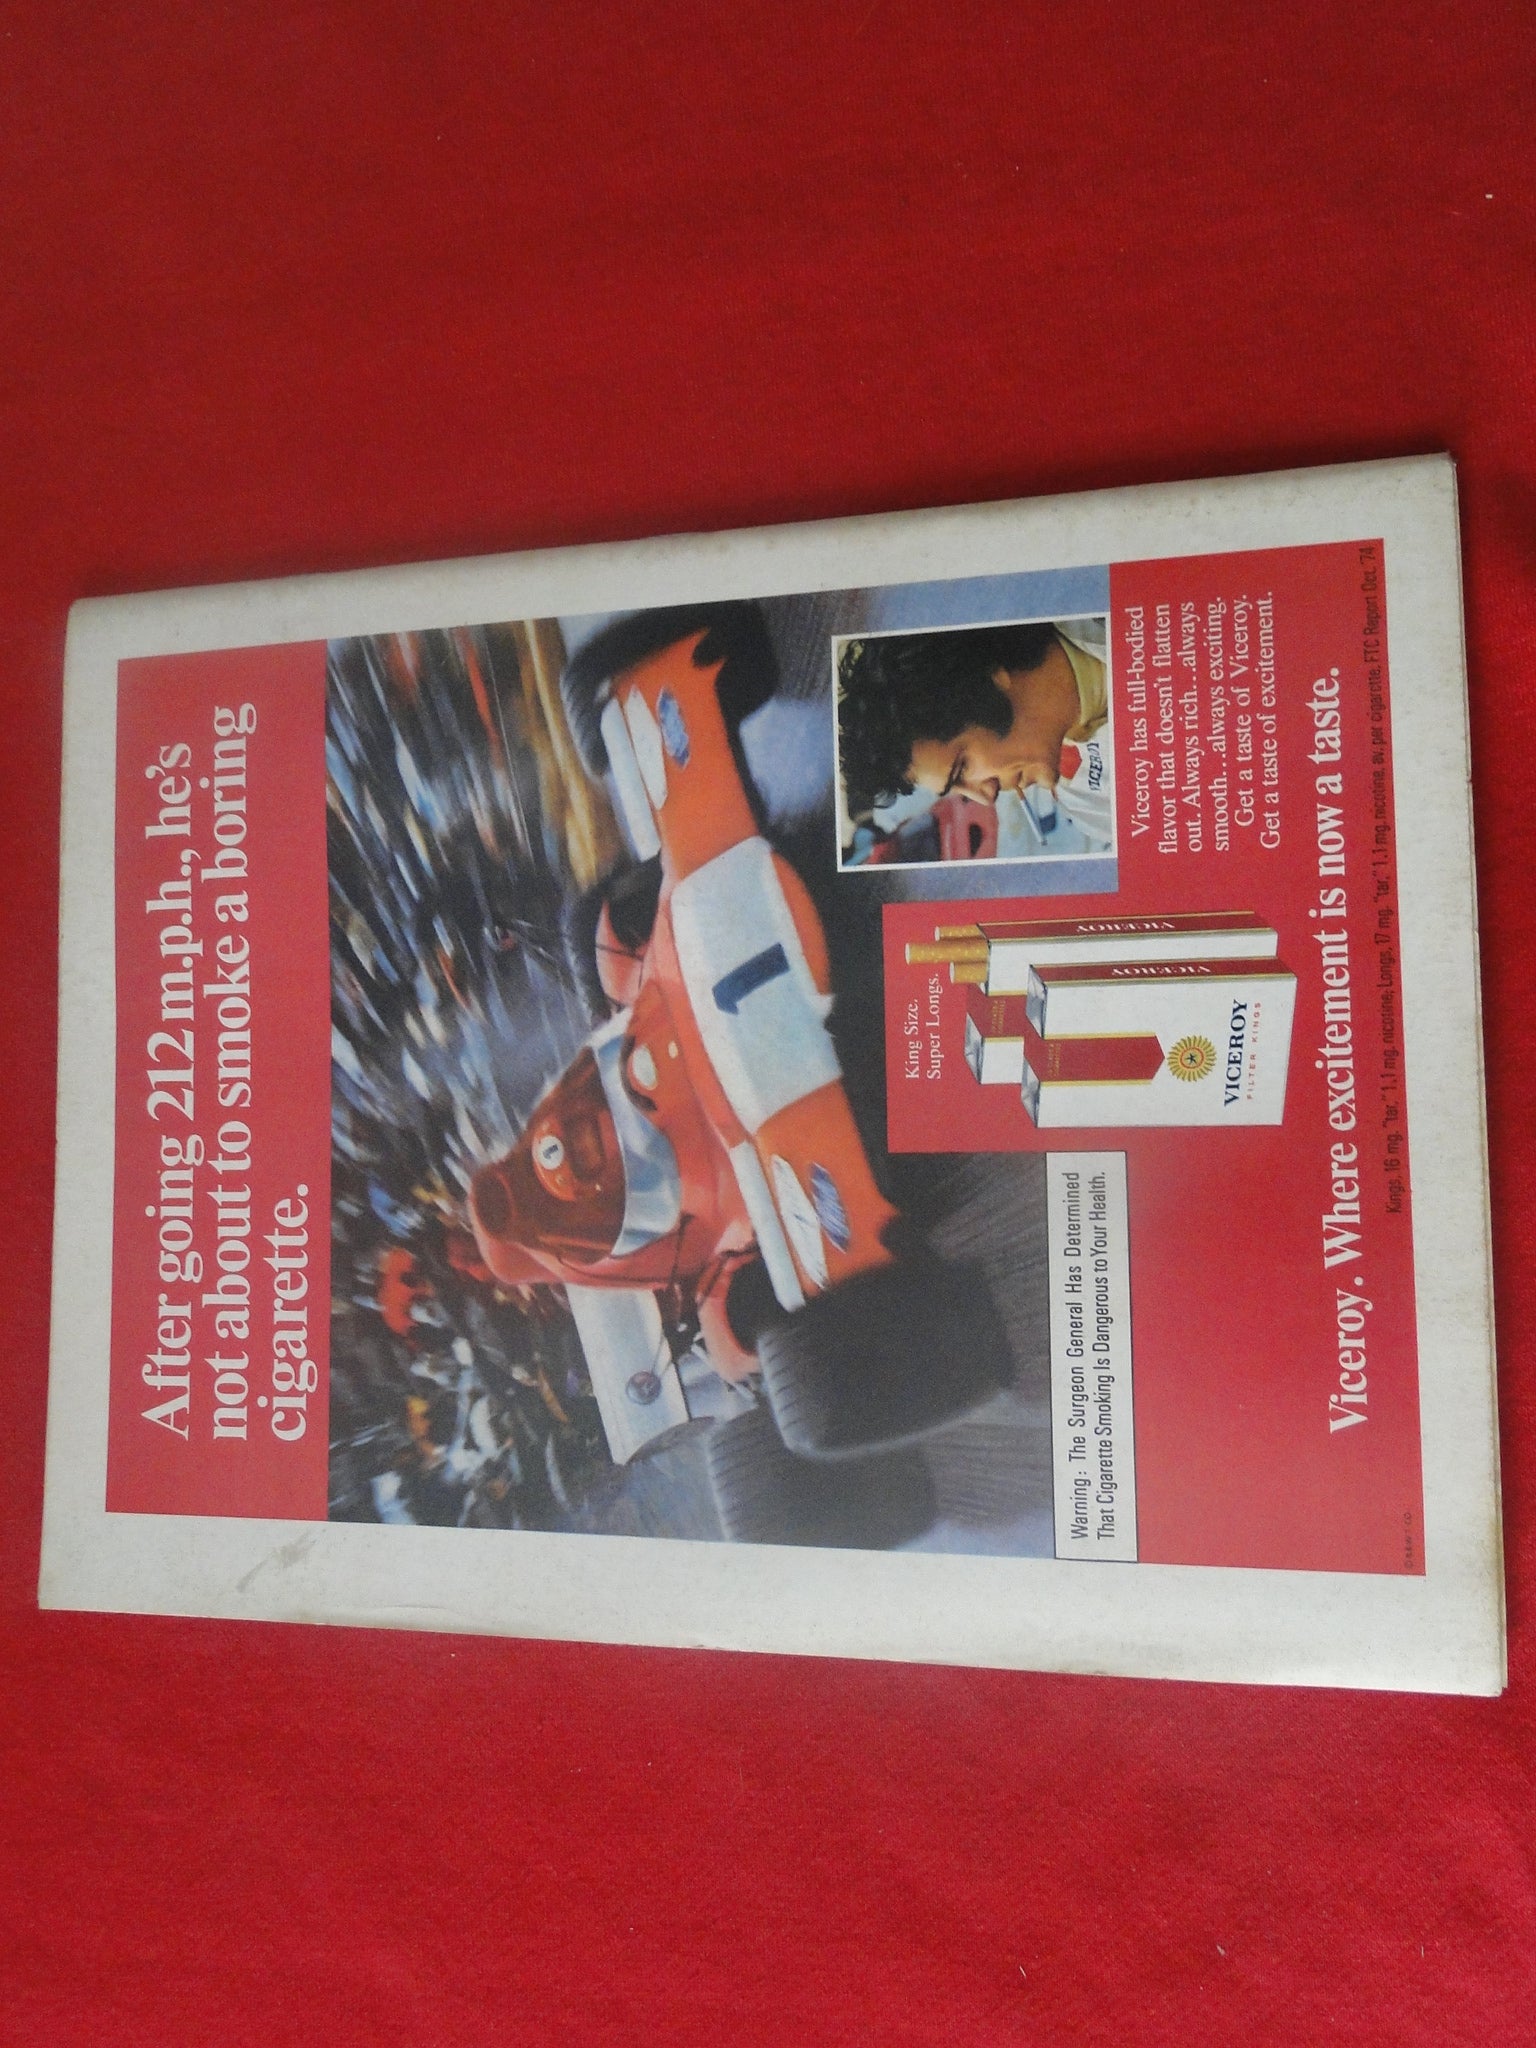 After going 212 m.p.h., he's
not about to smoke a boring
cigarette.
1
1
VICEROY
King Size.
Super Longs.
VICEROY
VICEROY
VICEROY
FILTER KINGS
Viceroy has full-bodied
flavor that doesn't flatten
out. Always rich...always
smooth...always exciting.
Get a taste of Viceroy.
Get a taste of excitement.
Warning: The Surgeon General Has Determined
That Cigarette Smoking Is Dangerous to Your Health.
Viceroy. Where excitement is now a taste.
Kings, 16 mg. "tar," 1.1 mg. nicotine; Longs, 17 mg. "tar," 1.1 mg. nicotine, av. per cigarette, FTC Report Oct. '74
© B&W T CO.